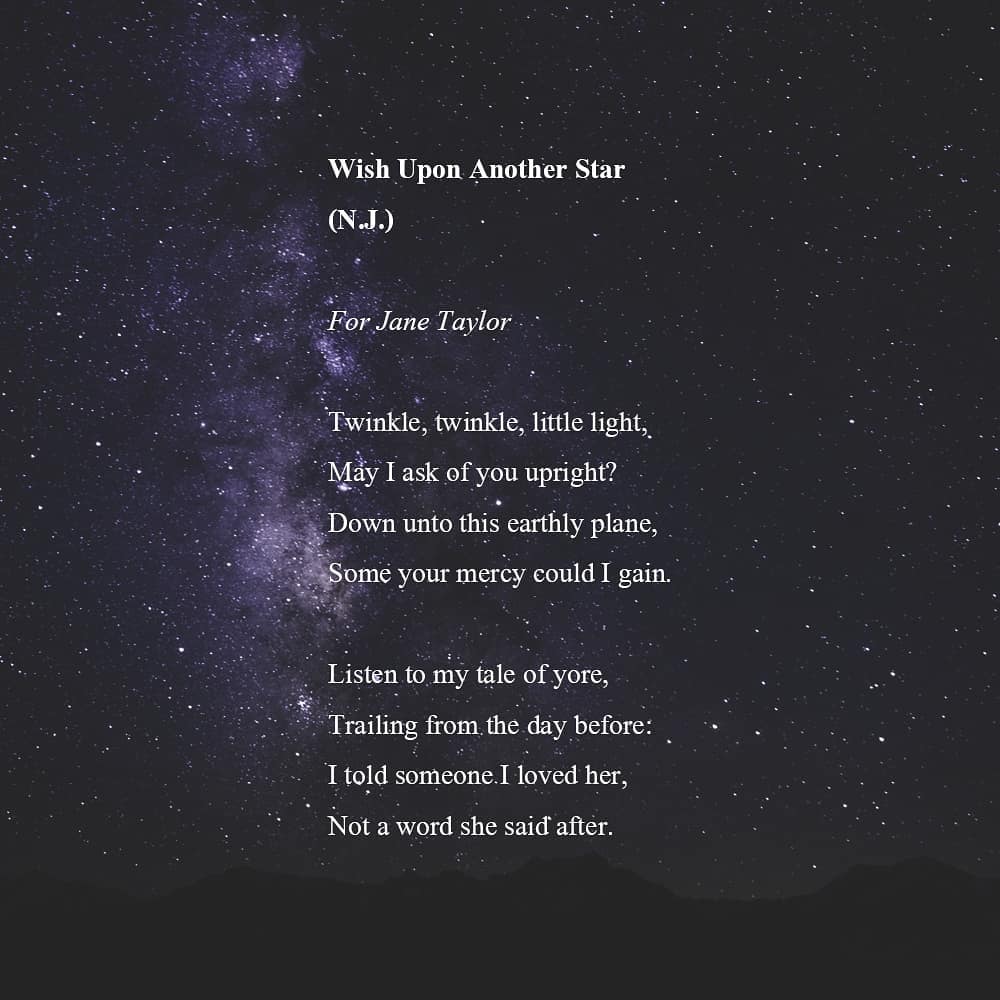 Wish Upon Another Star
(N.J.)
For Jane Taylor
Twinkle, twinkle, little light,
May I ask of you upright?
Down unto this earthly plane,
Some your mercy could I gain.
Listen to my tale of yore,
Trailing from the day before:
I told someone I loved her,
Not a word she said after.